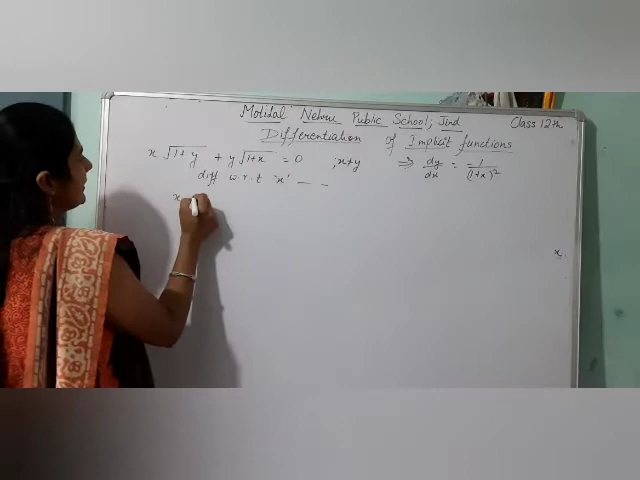 Motilal Nehru Public School, Jind
Class 12th
Differentiation of Implicit functions
x √1+y + y √1+x = 0 ; x≠y ⇒ dy/dx = -1/(1+x)²
diff w.r.t 'x' — –
x
x